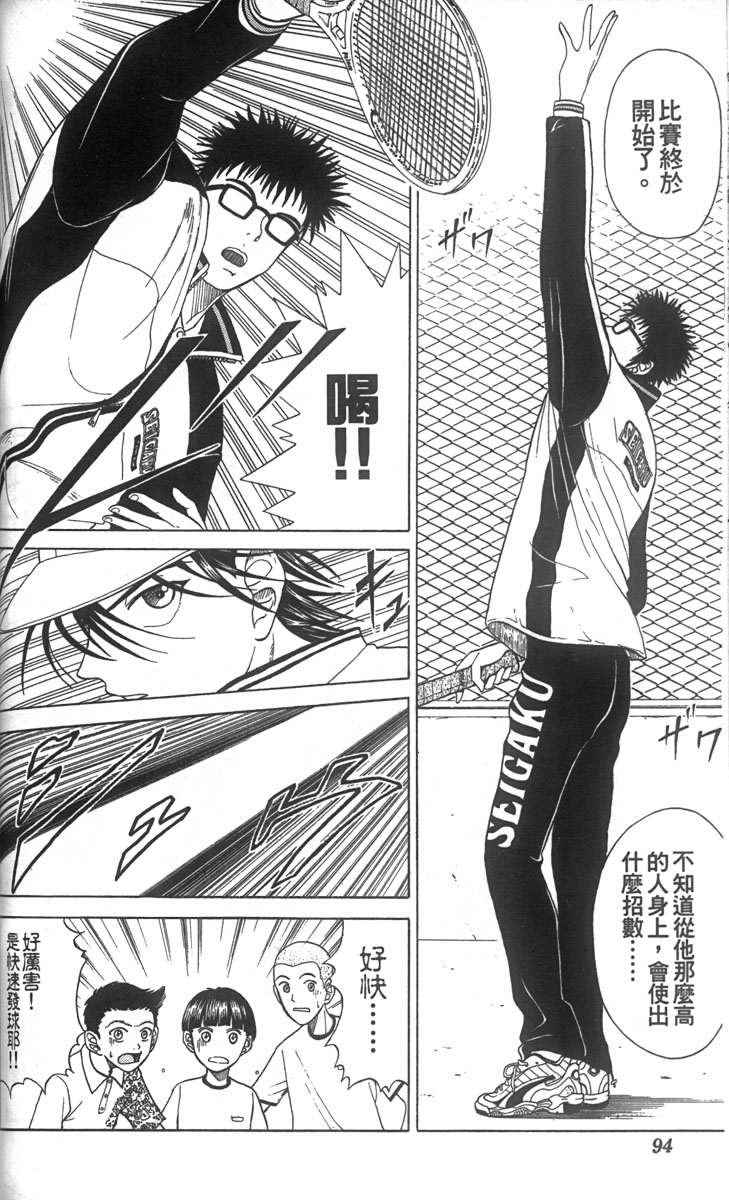 比賽終於
開始了。
ザワ
SEIGAKU
SEIGAKU
ザワ
不知道從他那麼高
的人身上，會使出
什麼招數……
喝!!
SEIGAKU
好快……
好厲害！
是快速發球耶!!
94